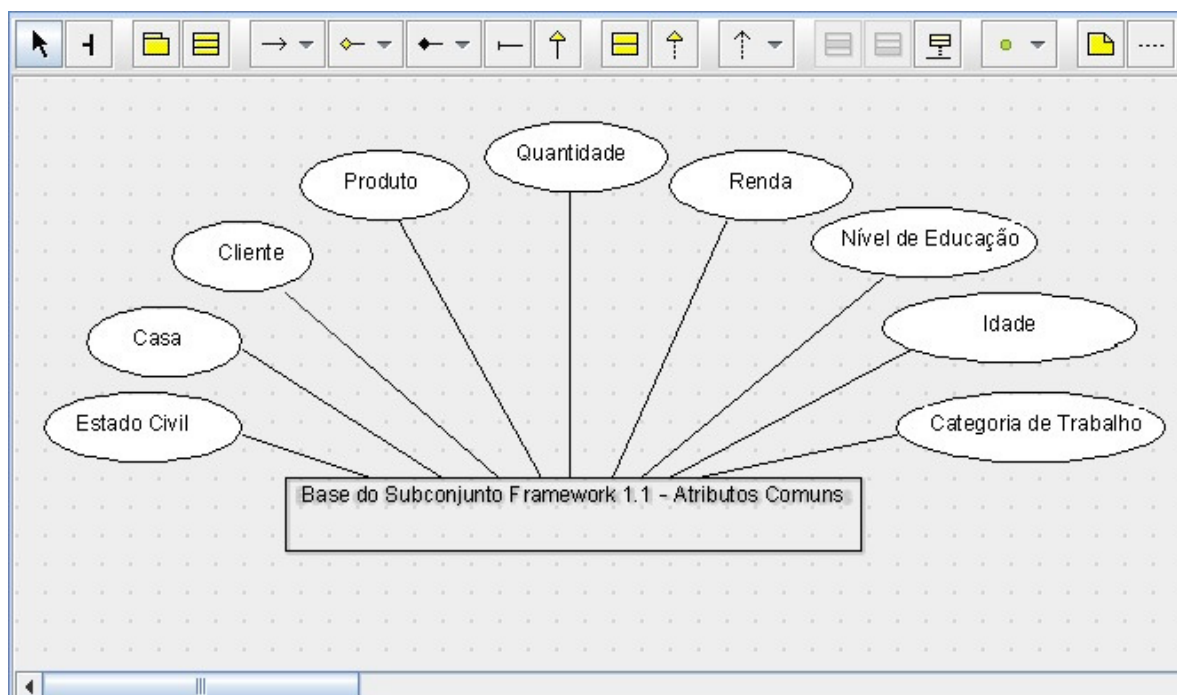 Quantidade
Produto
Renda
Cliente
Nível de Educação
Casa
Idade
Estado Civil
Categoria de Trabalho
Base do Subconjunto Framework 1.1 - Atributos Comuns